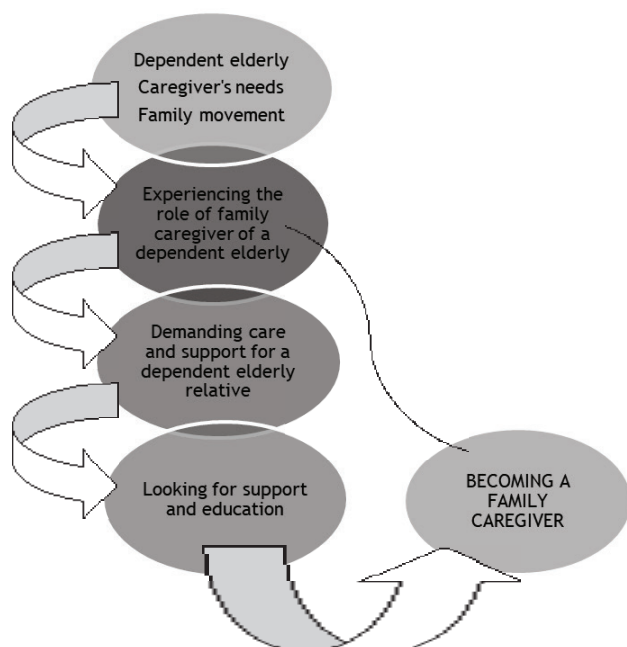 Dependent elderly
Caregiver's needs
Family movement
Experiencing the
role of family
caregiver of a
dependent elderly
Demanding care
and support for a
dependent elderly
relative
Looking for support
and education
BECOMING A
FAMILY
CAREGIVER